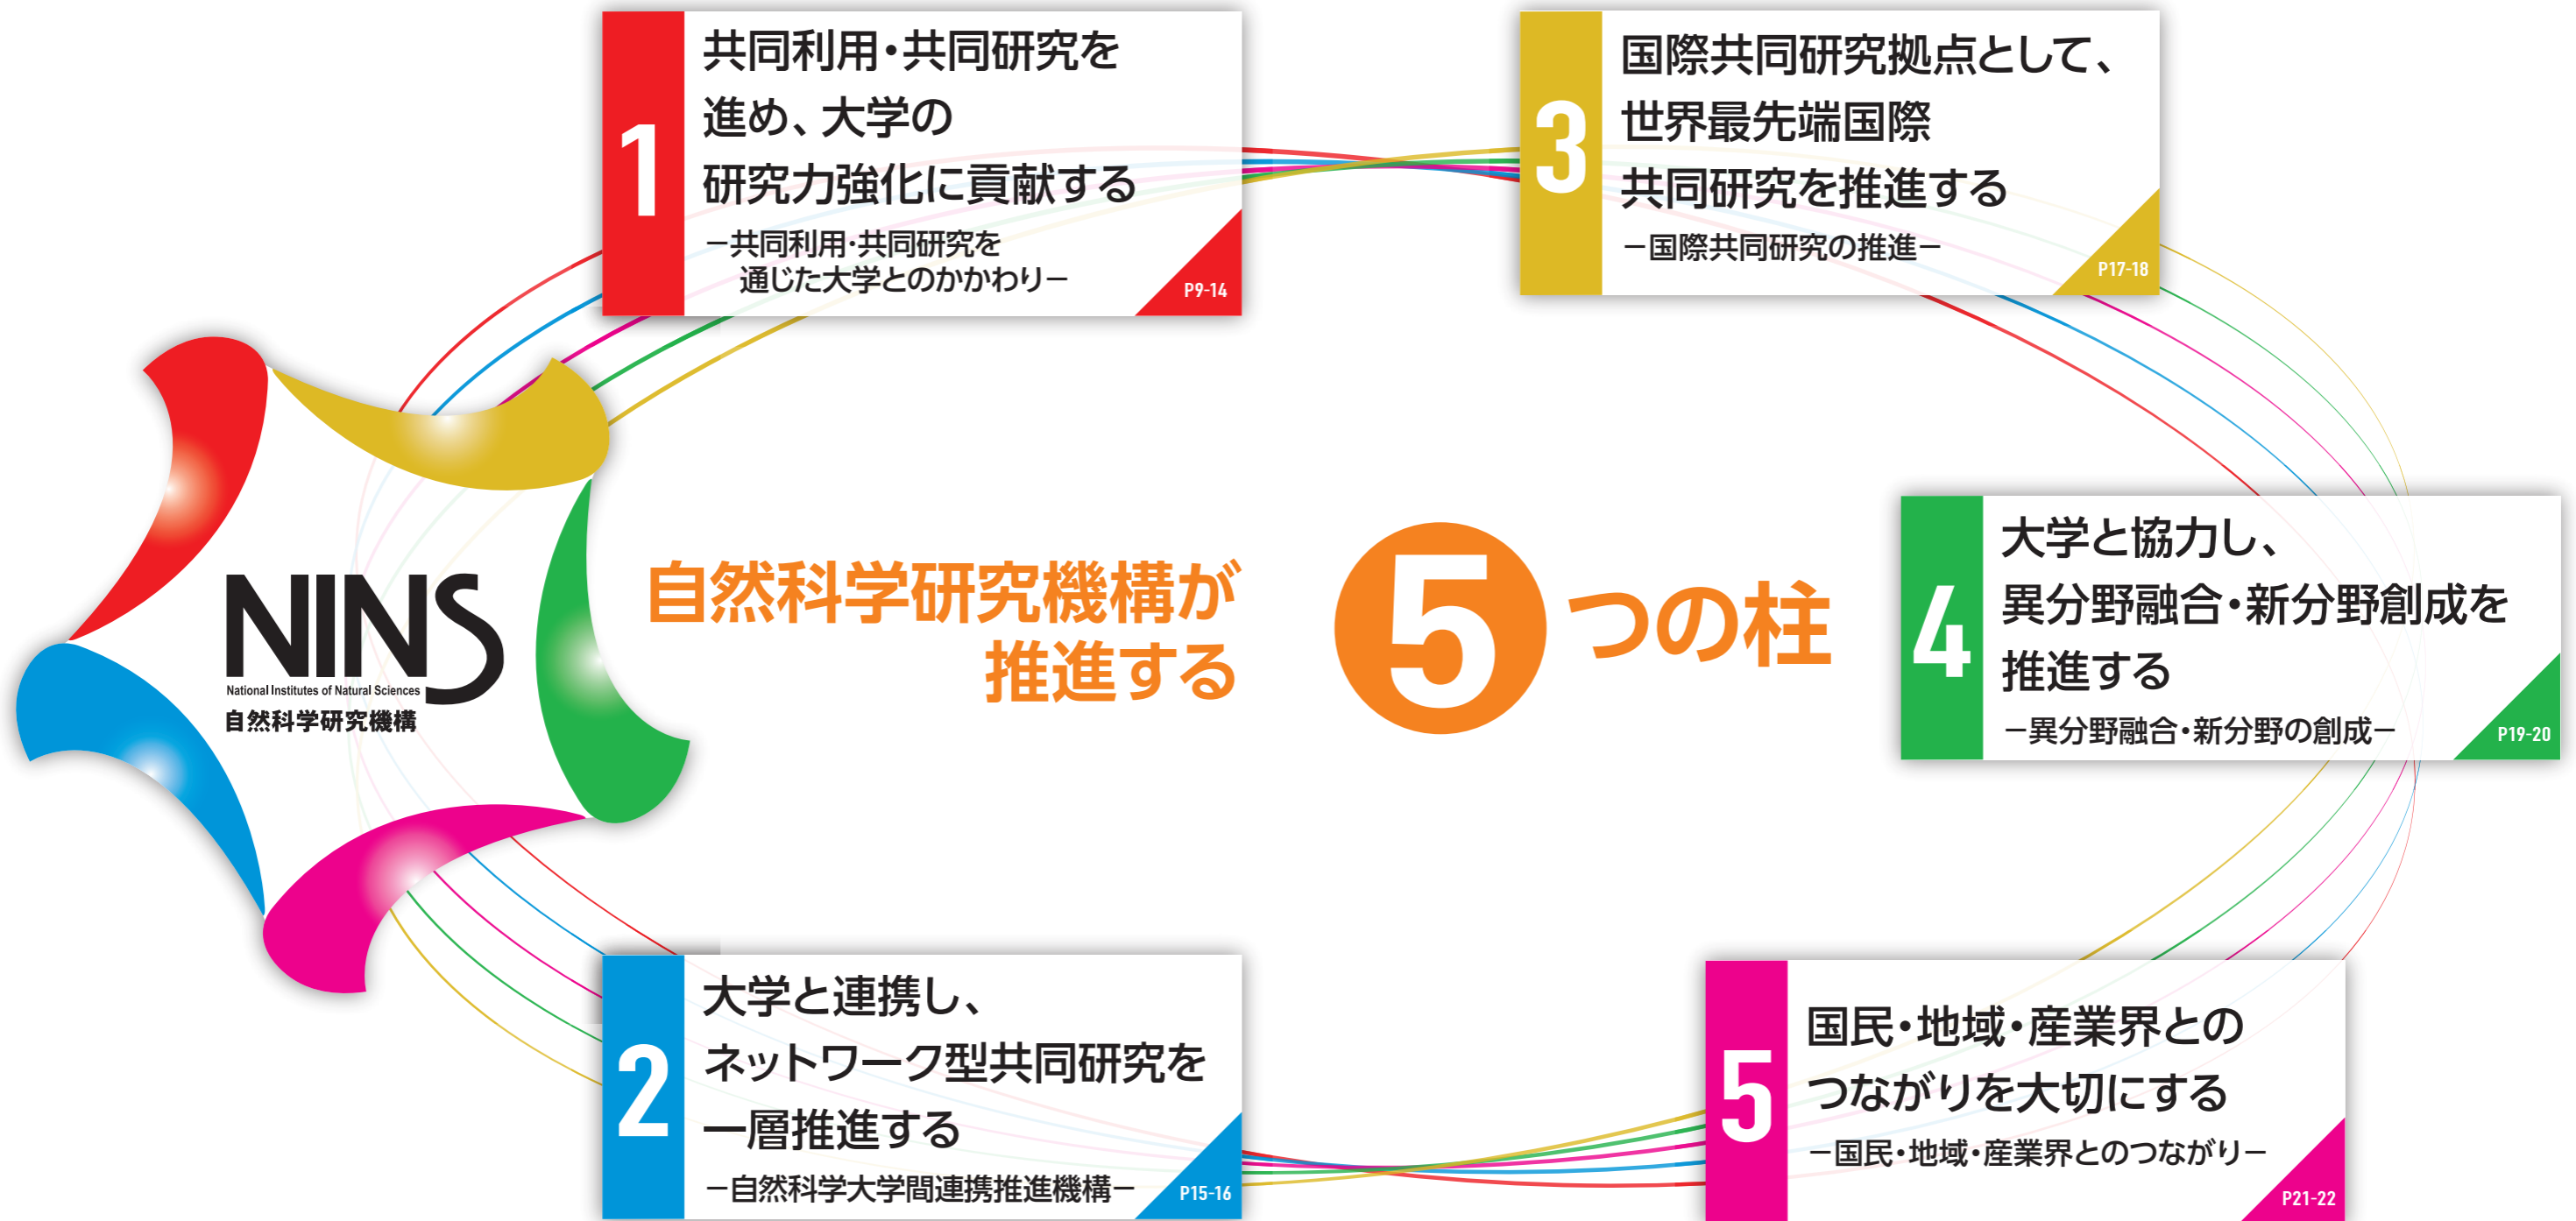 1
共同利用・共同研究を
進め、大学の
研究力強化に貢献する
－共同利用・共同研究を
通じた大学とのかかわり－
P9-14
3
国際共同研究拠点として、
世界最先端国際
共同研究を推進する
－国際共同研究の推進－
P17-18
NINS
National Institutes of Natural Sciences
自然科学研究機構
自然科学研究機構が
推進する
5つの柱
4
大学と協力し、
異分野融合・新分野創成を
推進する
－異分野融合・新分野の創成－
P19-20
2
大学と連携し、
ネットワーク型共同研究を
一層推進する
－自然科学大学間連携推進機構－
P15-16
5
国民・地域・産業界との
つながりを大切にする
－国民・地域・産業界とのつながり－
P21-22